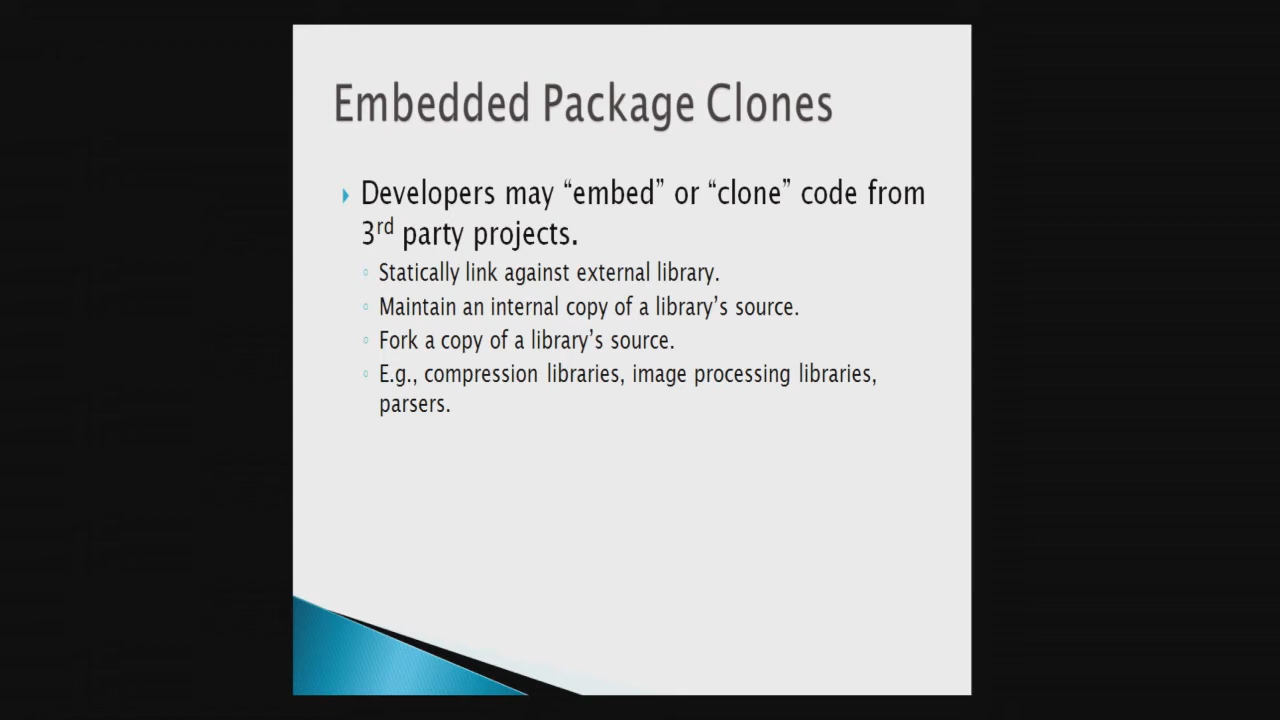 Embedded Package Clones
Developers may “embed” or “clone” code from
3rd party projects.
Statically link against external library.
Maintain an internal copy of a library’s source.
Fork a copy of a library’s source.
E.g., compression libraries, image processing libraries,
parsers.